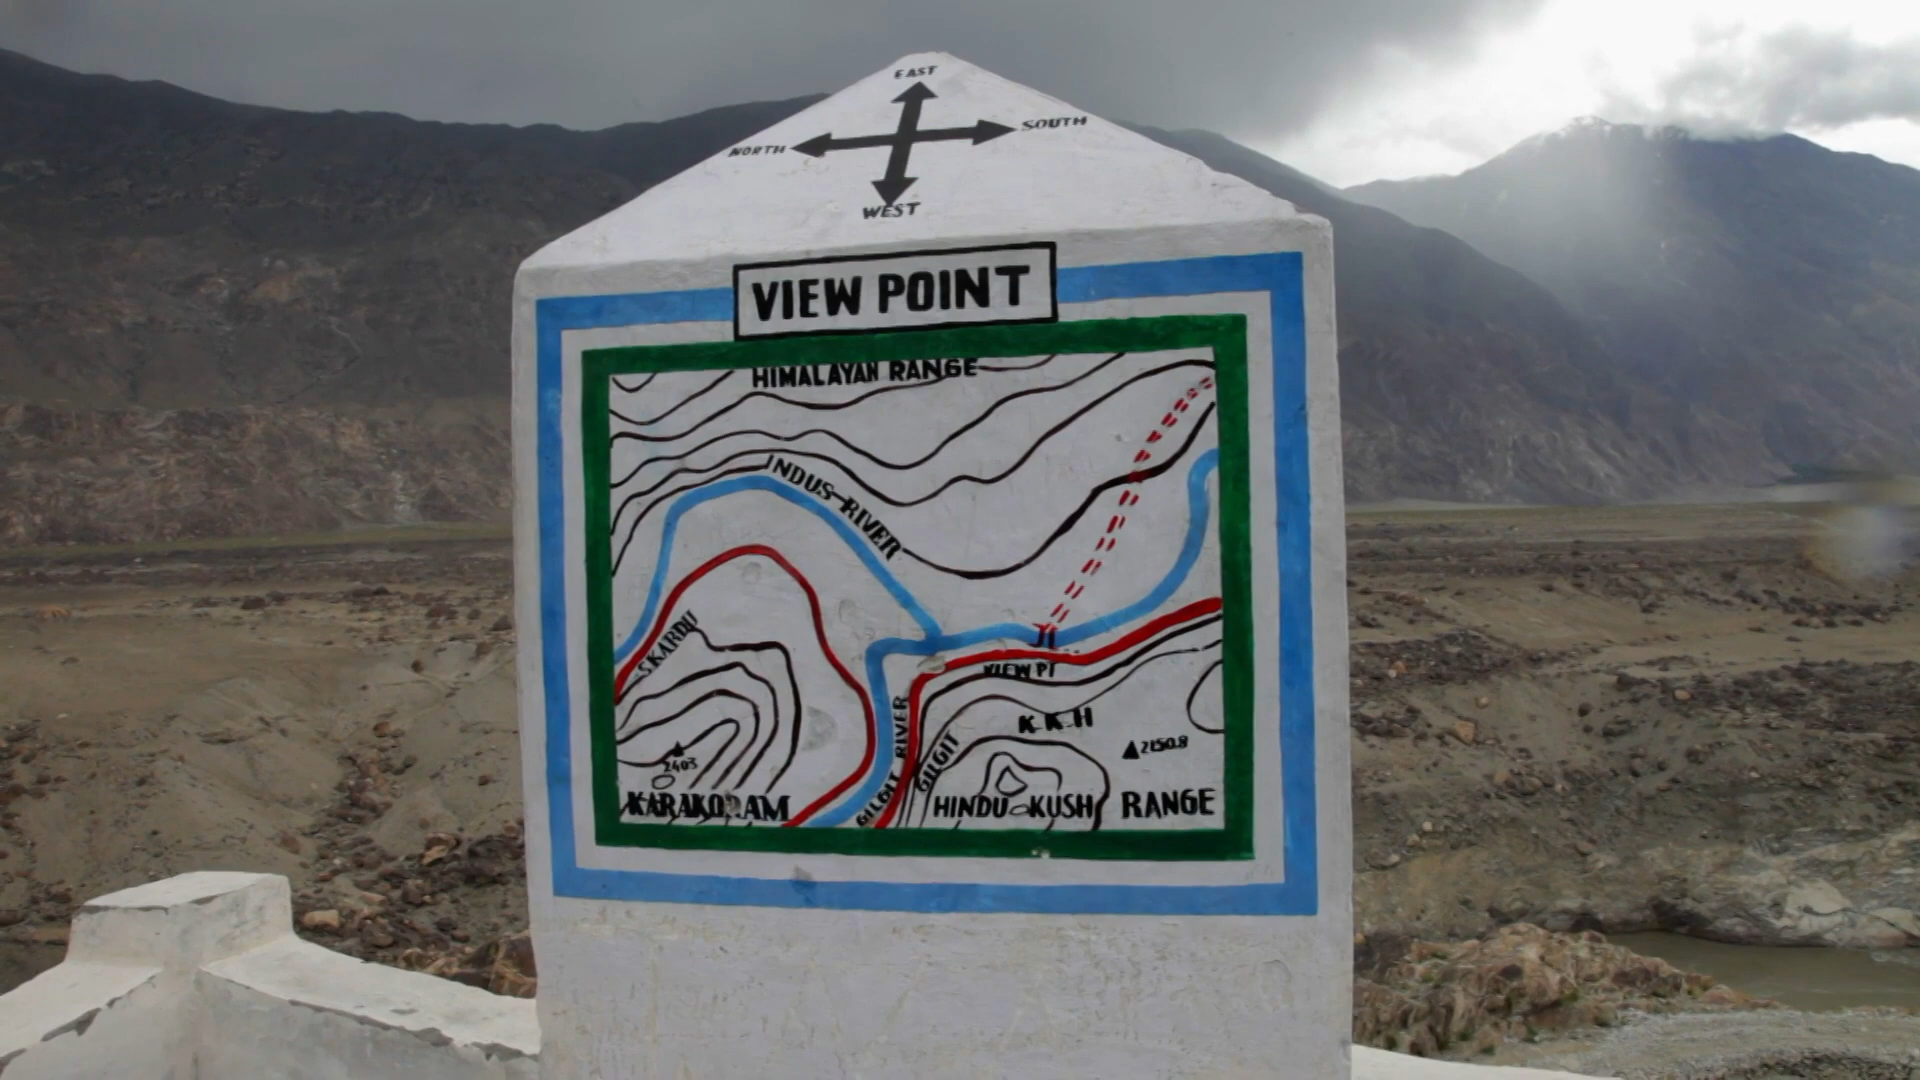 EAST
NORTH
SOUTH
WEST
VIEW POINT
HIMALAYAN RANGE
INDUS RIVER
SKARDU
VIEW PT
K.K.H
GILGIT RIVER
GILGIT
2150.8
2403
KARAKORAM
HINDU KUSH RANGE